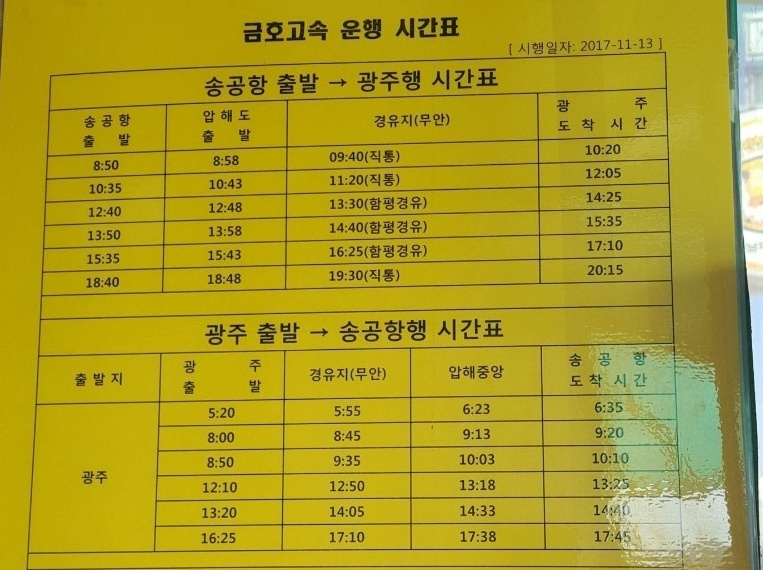 금호고속 운행 시간표
[ 시행일자: 2017-11-13 ]
송공항 출발 → 광주행 시간표
송공항 출 발 압해도 출 발 경유지(무안) 광 주 도착 시간
8:50 8:58 09:40(직통) 10:20
10:35 10:43 11:20(직통) 12:05
12:40 12:48 13:30(함평경유) 14:25
13:50 13:58 14:40(함평경유) 15:35
15:35 15:43 16:25(함평경유) 17:10
18:40 18:48 19:30(직통) 20:15
광주 출발 → 송공항행 시간표
출발지 광 주 출 발 경유지(무안) 압해중앙 송 공 항 도착 시간
5:20 5:55 6:23 6:35
8:00 8:45 9:13 9:20
8:50 9:35 10:03 10:10
광주 12:10 12:50 13:18 13:25
13:20 14:05 14:33 14:40
16:25 17:10 17:38 17:45